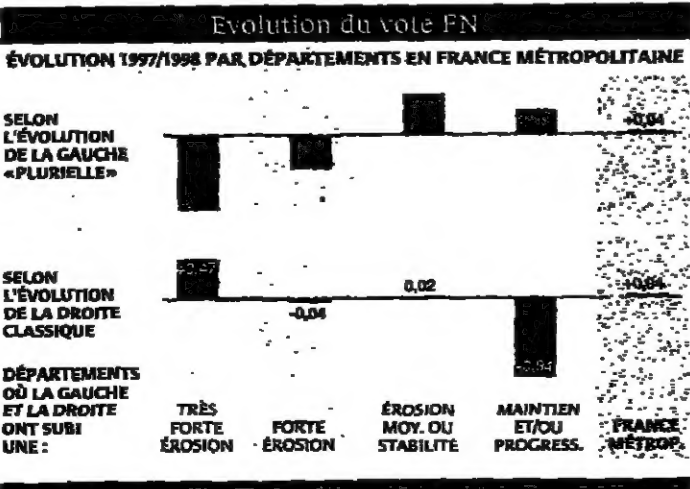 Evolution du vote FN
ÉVOLUTION 1997/1998 PAR DÉPARTEMENTS EN FRANCE MÉTROPOLITAINE
SELON
L'ÉVOLUTION
DE LA GAUCHE
«PLURIELLE»
+0,04
SELON
L'ÉVOLUTION
DE LA DROITE
CLASSIQUE
-0,04
0,02
-0,94
+0,04
DÉPARTEMENTS
OÙ LA GAUCHE
ET LA DROITE
ONT SUBI
UNE :
TRÈS
FORTE
ÉROSION
FORTE
ÉROSION
ÉROSION
MOY. OU
STABILITÉ
MAINTIEN
ET/OU
PROGRESS.
FRANCE
MÉTROP.